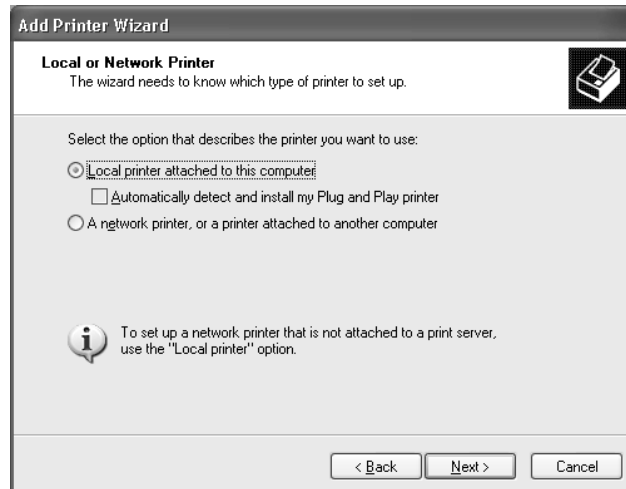 Add Printer Wizard
Local or Network Printer
The wizard needs to know which type of printer to set up.
Select the option that describes the printer you want to use:
Local printer attached to this computer
Automatically detect and install my Plug and Play printer
A network printer, or a printer attached to another computer
To set up a network printer that is not attached to a print server,
use the "Local printer" option.
< Back
Next >
Cancel